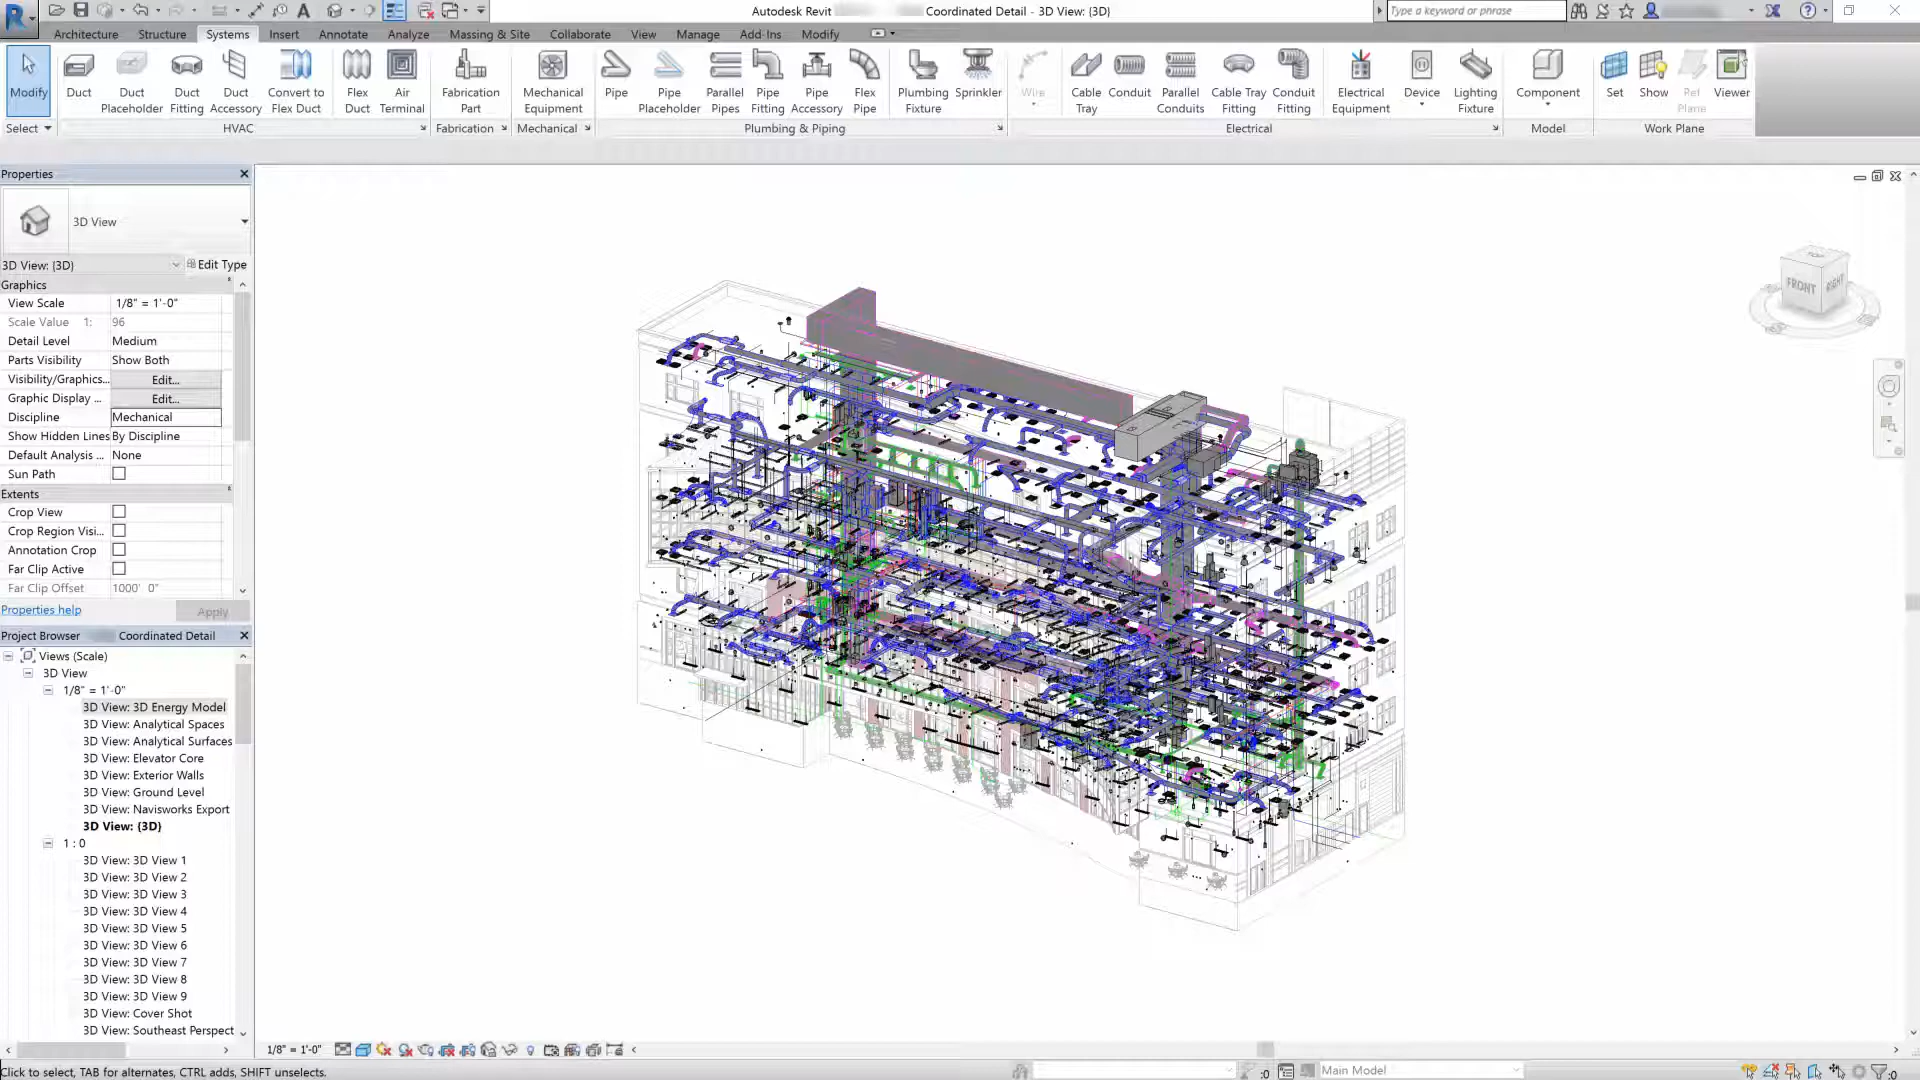 Autodesk Revit Coordinated Detail - 3D View: {3D}
Type a keyword or phrase
Architecture Structure Systems Insert Annotate Analyze Massing & Site Collaborate View Manage Add-Ins Modify
Modify
Duct
Duct Placeholder
Duct Fitting
Duct Accessory
Convert to Flex Duct
Flex Duct
Air Terminal
Fabrication Part
Mechanical Equipment
Pipe
Pipe Placeholder
Parallel Pipes
Pipe Fitting
Pipe Accessory
Flex Pipe
Plumbing Fixture
Sprinkler
Wire
Cable Tray
Conduit
Parallel Conduits
Cable Tray Fitting
Conduit Fitting
Electrical Equipment
Device
Lighting Fixture
Component
Set
Show
Ref Plane
Viewer
Select HVAC Fabrication Mechanical Plumbing & Piping Electrical Model Work Plane
Properties
3D View
3D View: {3D} Edit Type
Graphics
View Scale 1/8" = 1'-0"
Scale Value 1: 96
Detail Level Medium
Parts Visibility Show Both
Visibility/Graphics... Edit...
Graphic Display ... Edit...
Discipline Mechanical
Show Hidden Lines By Discipline
Default Analysis ... None
Sun Path
Extents
Crop View
Crop Region Visi...
Annotation Crop
Far Clip Active
Far Clip Offset 1000' 0"
Properties help Apply
Project Browser Coordinated Detail
Views (Scale)
3D View
1/8" = 1'-0"
3D View: 3D Energy Model
3D View: Analytical Spaces
3D View: Analytical Surfaces
3D View: Elevator Core
3D View: Exterior Walls
3D View: Ground Level
3D View: Navisworks Export
3D View: {3D}
1 : 0
3D View: 3D View 1
3D View: 3D View 2
3D View: 3D View 3
3D View: 3D View 4
3D View: 3D View 5
3D View: 3D View 6
3D View: 3D View 7
3D View: 3D View 8
3D View: 3D View 9
3D View: Cover Shot
3D View: Southeast Perspect
TOP
FRONT RIGHT
1/8" = 1'-0"
Click to select, TAB for alternates, CTRL adds, SHIFT unselects.
:0
Main Model
:0